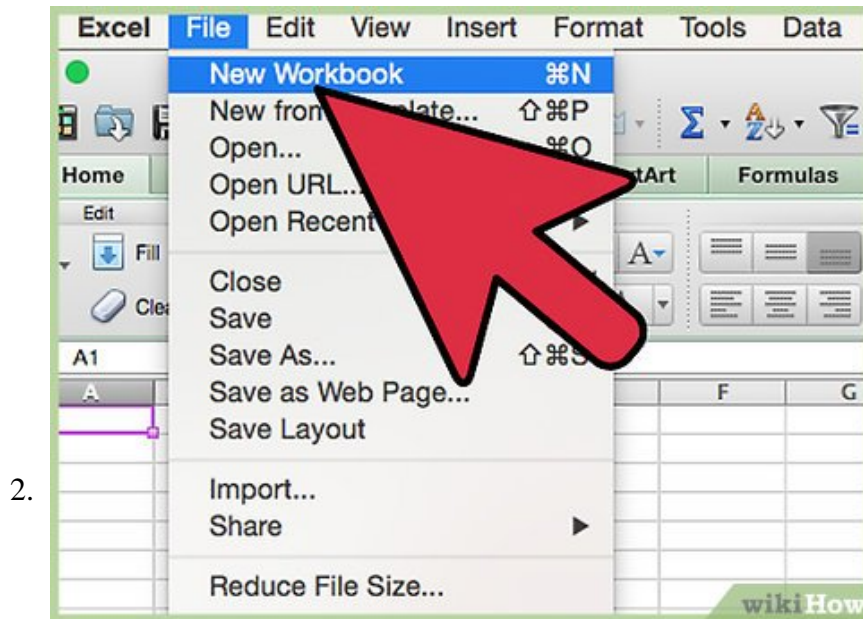 Excel File Edit View Insert Format Tools Data
New Workbook ⌘N
New from ... ⇧⌘P
Open... ⌘O
Home Formulas
Open URL...
Edit
Open Recent
Fill
A
Close
Save
A1 Save As... ⇧⌘S
A Save as Web Page... F G
Save Layout
2.
Import...
Share
Reduce File Size...
wikiHow